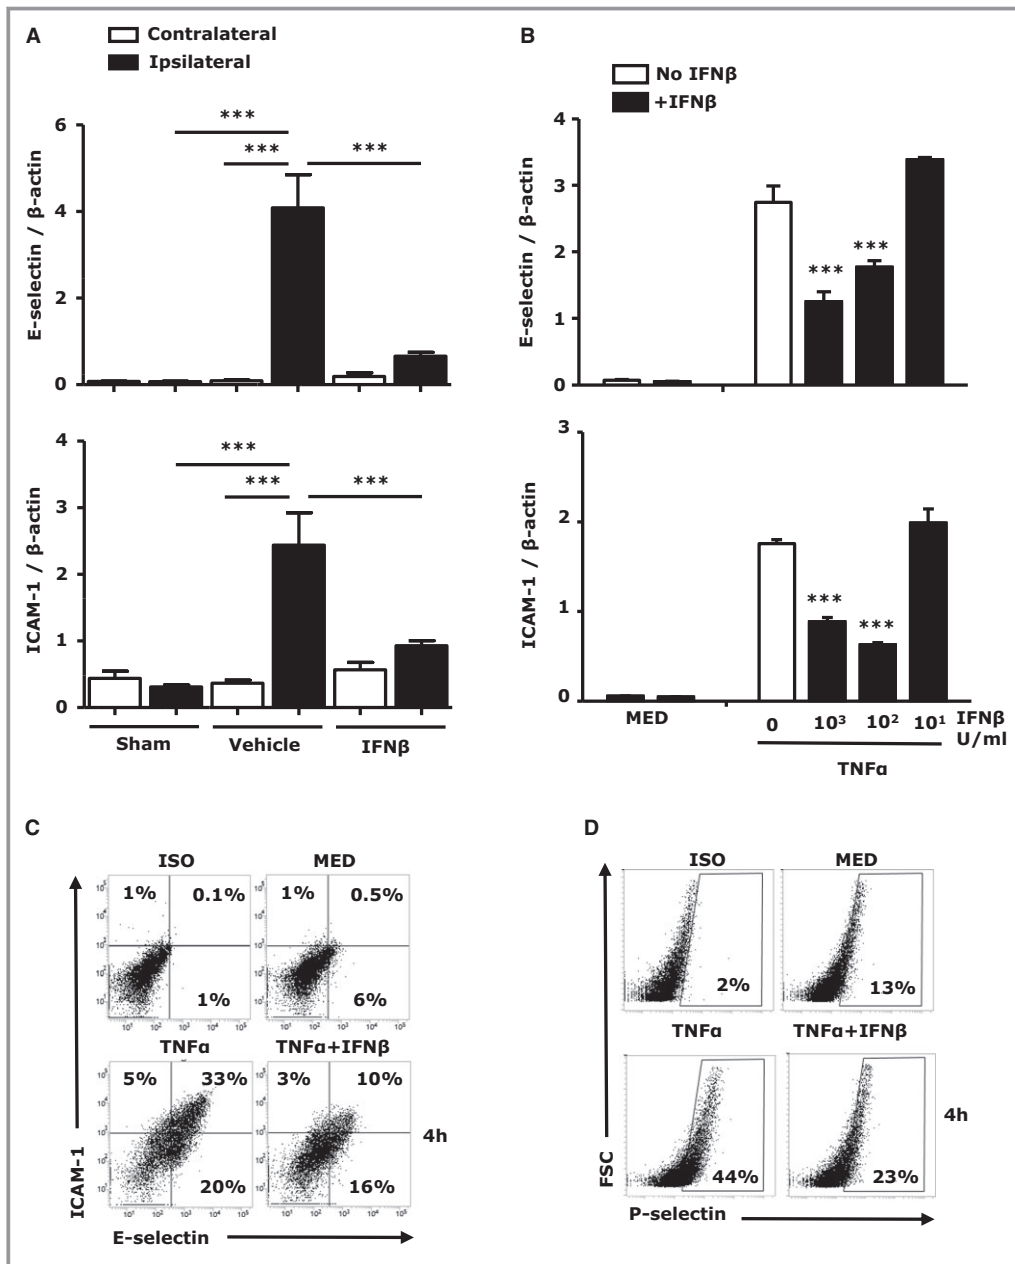 A
Contralateral
Ipsilateral
E-selectin / β-actin
6
4
2
0
***
***
***
ICAM-1 / β-actin
4
3
2
1
0
***
***
***
Sham Vehicle IFNβ
B
No IFNβ
+IFNβ
E-selectin / β-actin
4
3
2
1
0
***
***
ICAM-1 / β-actin
3
2
1
0
***
***
MED 0 10³ 10² 10¹ IFNβ
U/ml
TNFα
C
ISO MED
1% 0.1% 1% 0.5%
1% 6%
TNFα TNFα+IFNβ
5% 33% 3% 10%
20% 16%
4h
ICAM-1
E-selectin
D
ISO MED
2% 13%
TNFα TNFα+IFNβ
44% 23%
4h
FSC
P-selectin